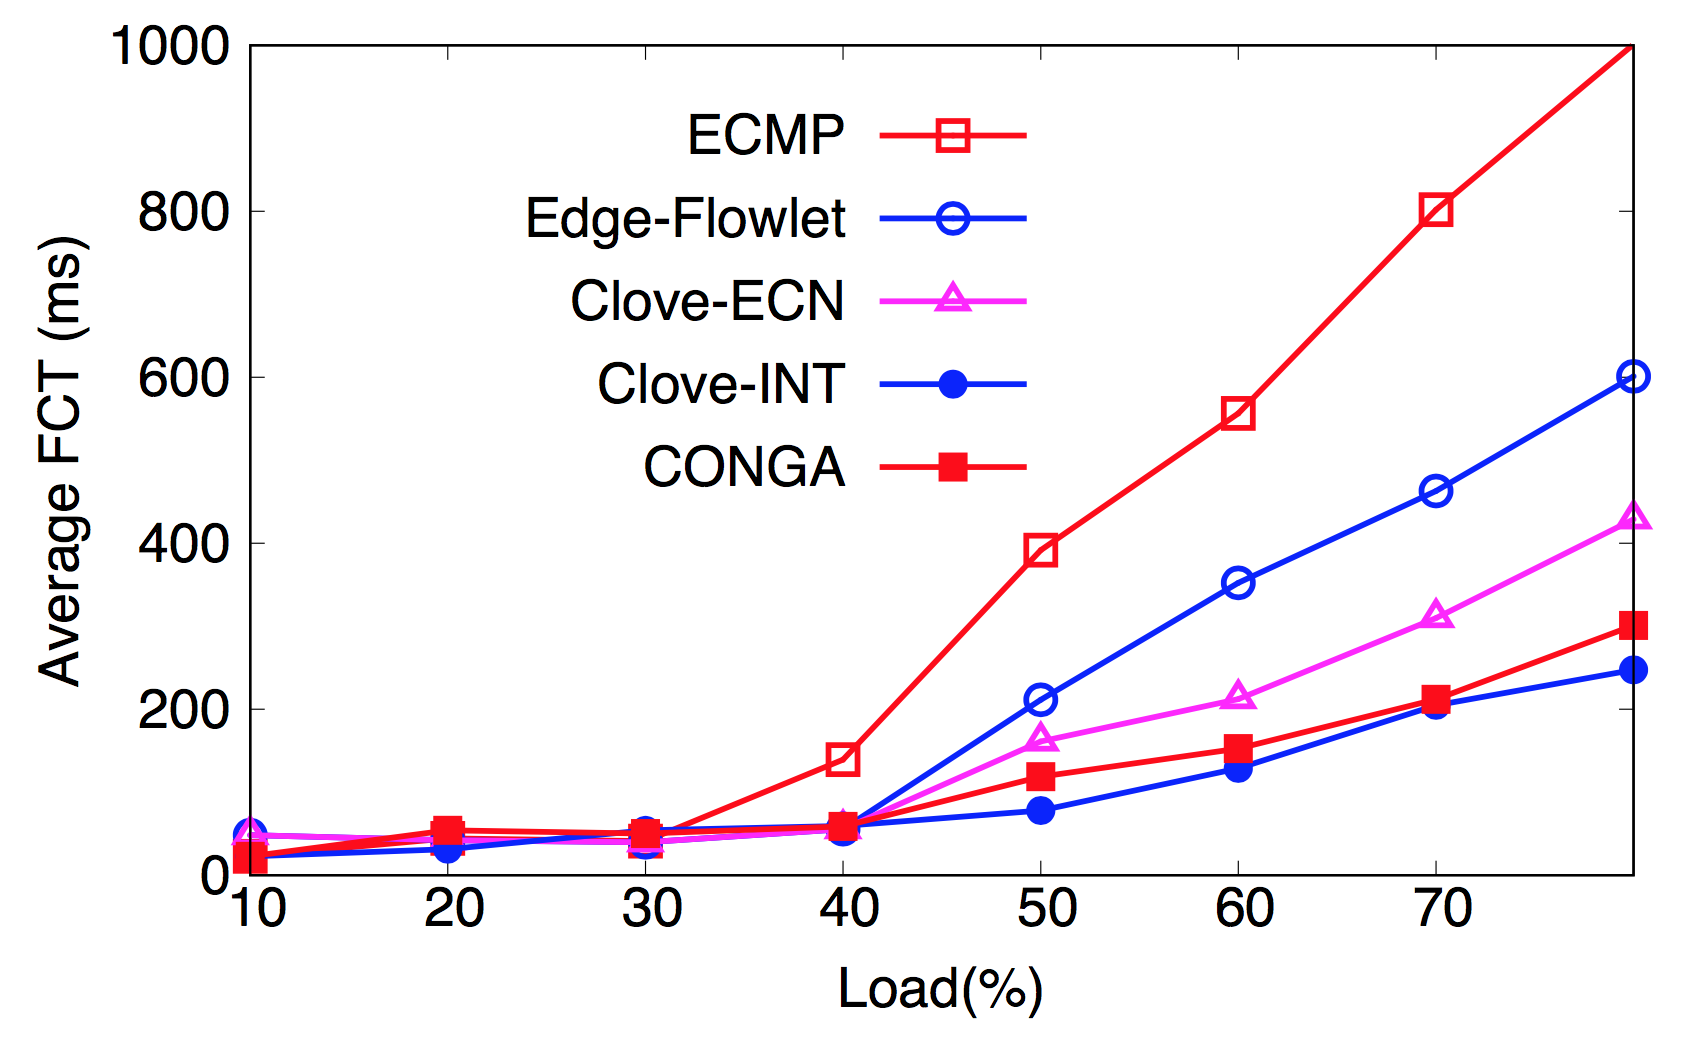 1000
800
600
400
200
0
Average FCT (ms)
ECMP
Edge-Flowlet
Clove-ECN
Clove-INT
CONGA
10 20 30 40 50 60 70
Load(%)